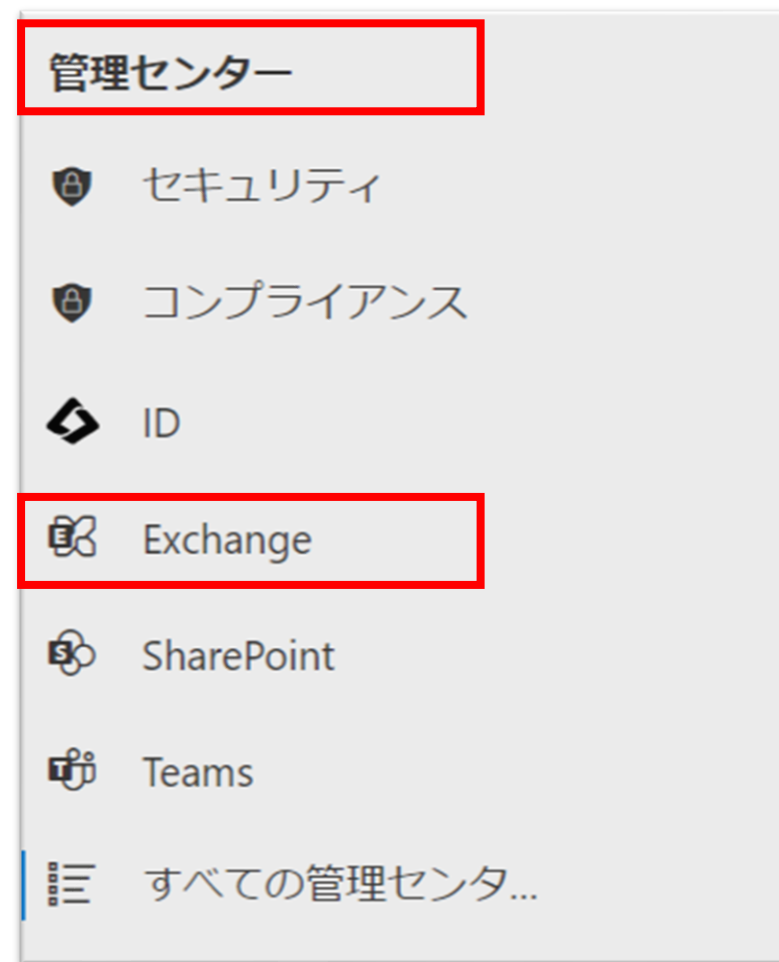 管理センター
セキュリティ
コンプライアンス
ID
Exchange
SharePoint
Teams
すべての管理センタ...